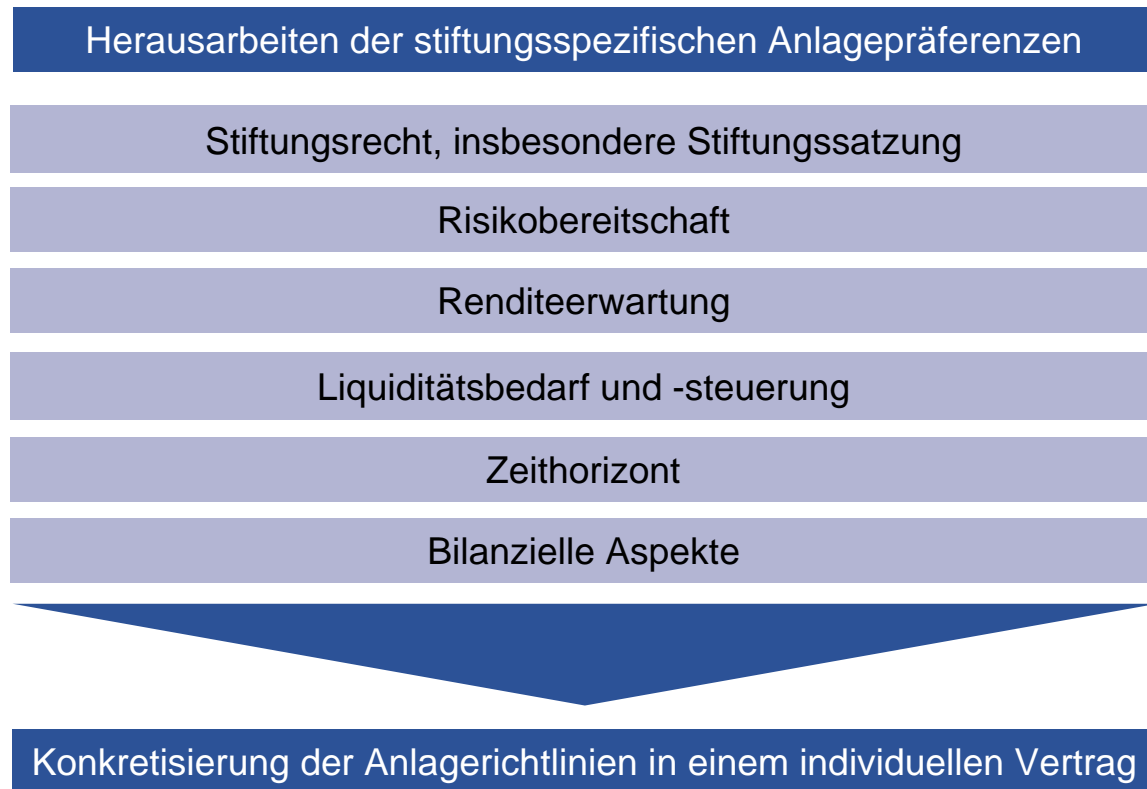 Herausarbeiten der stiftungsspezifischen Anlagepräferenzen
Stiftungsrecht, insbesondere Stiftungssatzung
Risikobereitschaft
Renditeerwartung
Liquiditätsbedarf und -steuerung
Zeithorizont
Bilanzielle Aspekte
Konkretisierung der Anlagerichtlinien in einem individuellen Vertrag